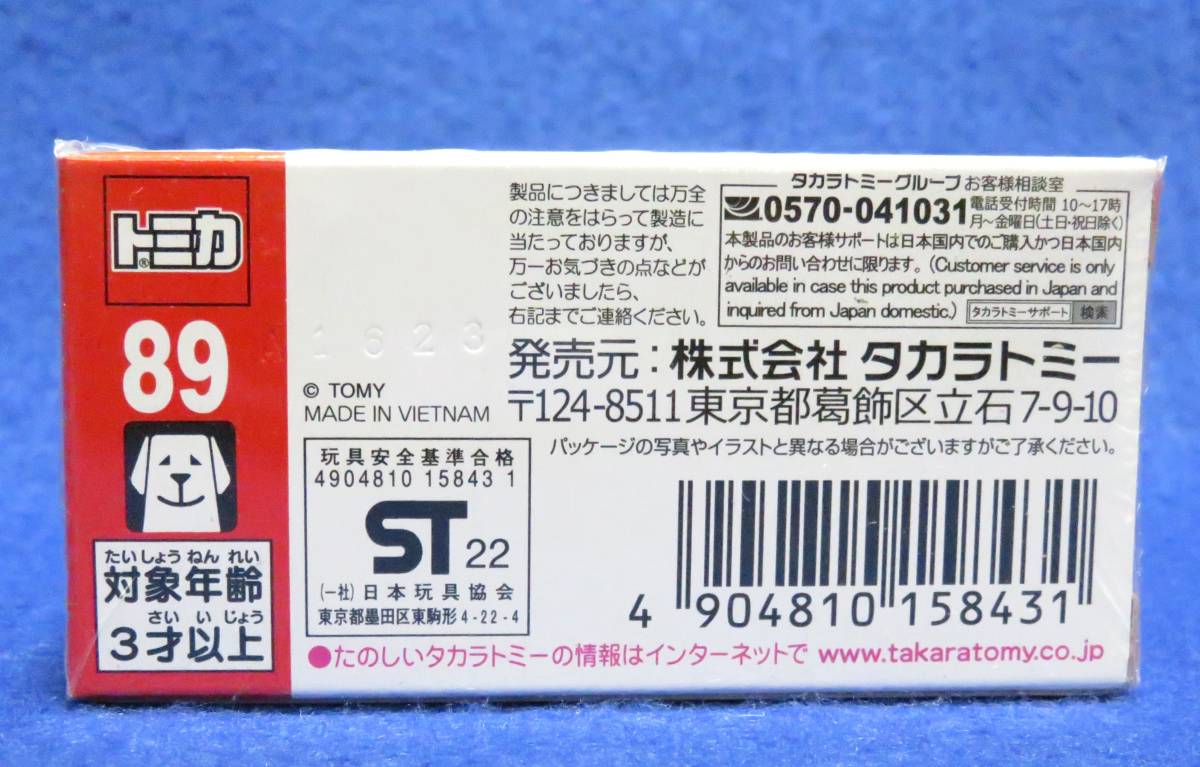 トミカ®
89
たいしょうねんれい
対象年齢
さいいじょう
3才以上
A1623
© TOMY
MADE IN VIETNAM
玩具安全基準合格
4904810 15843 1
ST 22
(一社)日本玩具協会
東京都墨田区東駒形4-22-4
製品につきましては万全
の注意をはらって製造に
当たっておりますが、
万一お気づきの点などが
ございましたら、
右記までご連絡ください。
タカラトミーグループ お客様相談室
0570-041031 電話受付時間 10〜17時
月〜金曜日(土日・祝日除く)
本製品のお客様サポートは日本国内でのご購入かつ日本国内
からのお問い合わせに限ります。(Customer service is only
available in case this product purchased in Japan and
inquired from Japan domestic.) タカラトミーサポート 検索
発売元:株式会社 タカラトミー
〒124-8511 東京都葛飾区立石7-9-10
パッケージの写真やイラストと異なる場合がございますがご了承ください。
4 904810 158431
●たのしいタカラトミーの情報はインターネットで www.takaratomy.co.jp